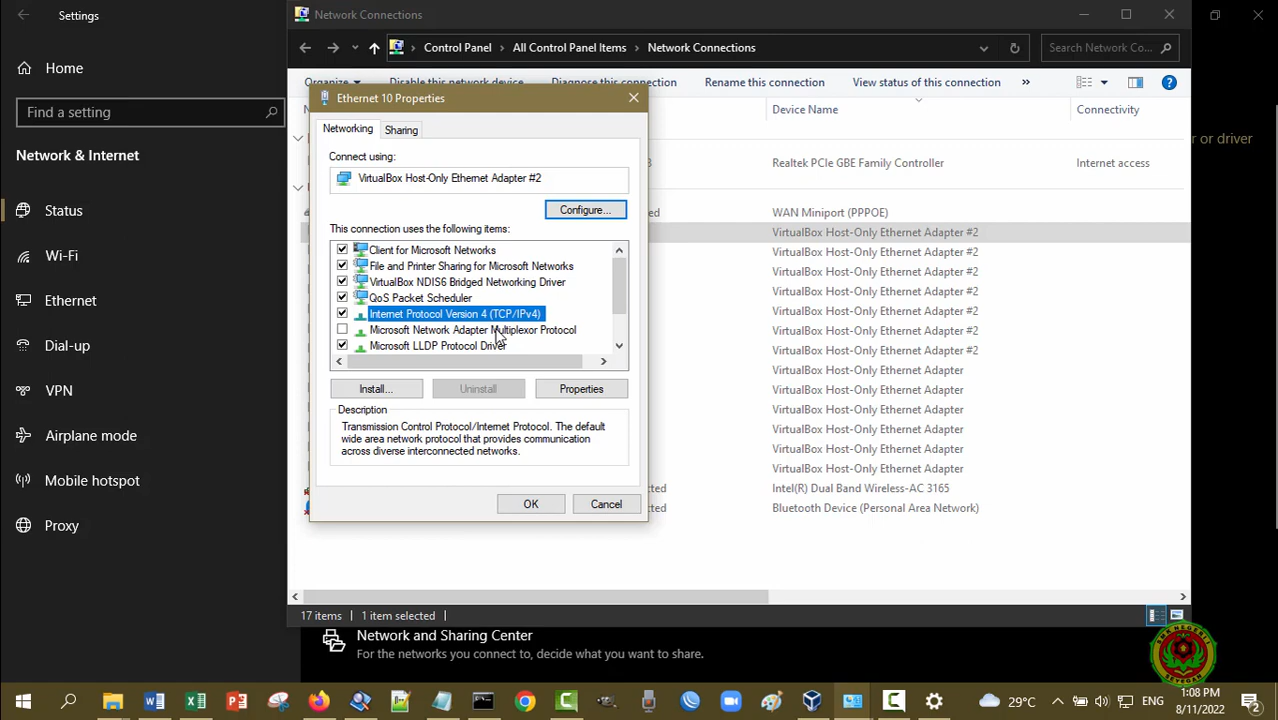 Settings
Home
Find a setting
Network & Internet
Status
Wi-Fi
Ethernet
Dial-up
VPN
Airplane mode
Mobile hotspot
Proxy
Network Connections
Control Panel
All Control Panel Items
Network Connections
Search Network Co...
Organize
Disable this network device
Diagnose this connection
Rename this connection
View status of this connection
»
Device Name
Connectivity
Realtek PCIe GBE Family Controller
Internet access
WAN Miniport (PPPOE)
VirtualBox Host-Only Ethernet Adapter #2
VirtualBox Host-Only Ethernet Adapter #2
VirtualBox Host-Only Ethernet Adapter #2
VirtualBox Host-Only Ethernet Adapter #2
VirtualBox Host-Only Ethernet Adapter #2
VirtualBox Host-Only Ethernet Adapter #2
VirtualBox Host-Only Ethernet Adapter #2
VirtualBox Host-Only Ethernet Adapter
VirtualBox Host-Only Ethernet Adapter
VirtualBox Host-Only Ethernet Adapter
VirtualBox Host-Only Ethernet Adapter
VirtualBox Host-Only Ethernet Adapter
Intel(R) Dual Band Wireless-AC 3165
Bluetooth Device (Personal Area Network)
or driver
Ethernet 10 Properties
Networking
Sharing
Connect using:
VirtualBox Host-Only Ethernet Adapter #2
Configure...
This connection uses the following items:
Client for Microsoft Networks
File and Printer Sharing for Microsoft Networks
VirtualBox NDIS6 Bridged Networking Driver
QoS Packet Scheduler
Internet Protocol Version 4 (TCP/IPv4)
Microsoft Network Adapter Multiplexor Protocol
Microsoft LLDP Protocol Driver
Install...
Uninstall
Properties
Description
Transmission Control Protocol/Internet Protocol. The default
wide area network protocol that provides communication
across diverse interconnected networks.
OK
Cancel
17 items
1 item selected
Network and Sharing Center
For the networks you connect to, decide what you want to share.
29°C
ENG
1:08 PM
8/11/2022
2